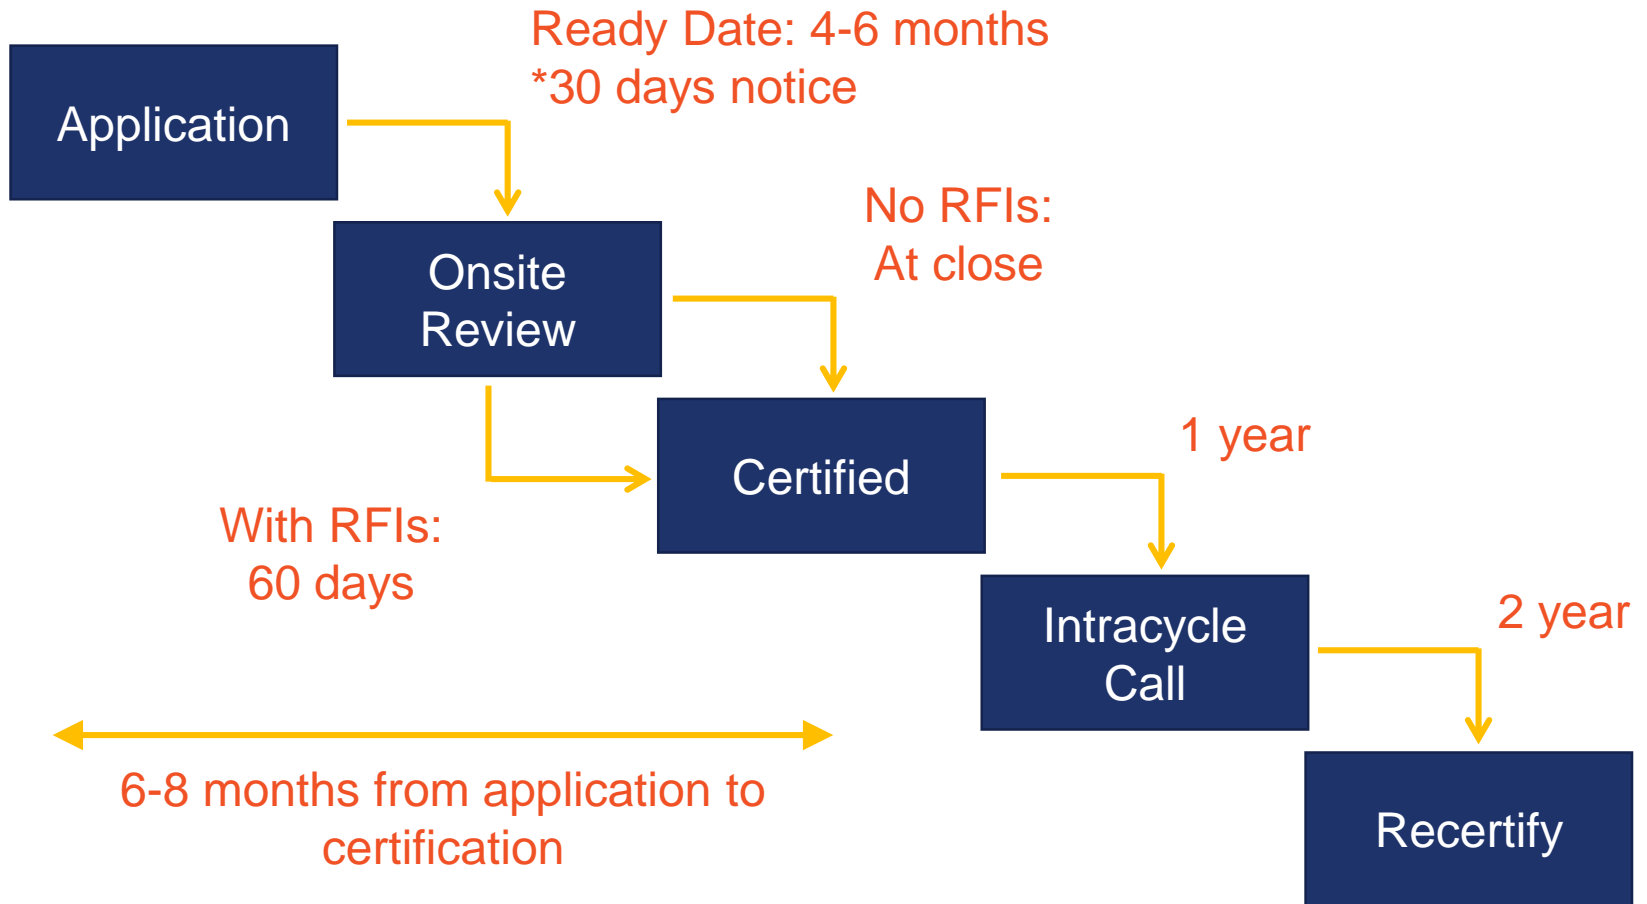 Ready Date: 4-6 months
*30 days notice
Application
No RFIs:
At close
Onsite
Review
1 year
Certified
With RFIs:
60 days
2 year
Intracycle
Call
6-8 months from application to
certification
Recertify